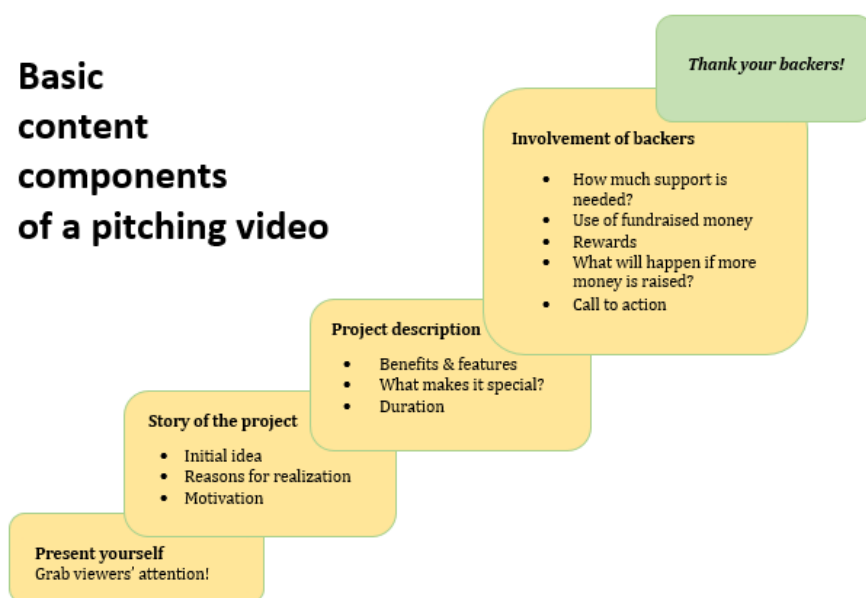 Basic
content
components
of a pitching video
Thank your backers!
Involvement of backers
• How much support is
needed?
• Use of fundraised money
• Rewards
• What will happen if more
money is raised?
• Call to action
Project description
• Benefits & features
• What makes it special?
• Duration
Story of the project
• Initial idea
• Reasons for realization
• Motivation
Present yourself
Grab viewers' attention!